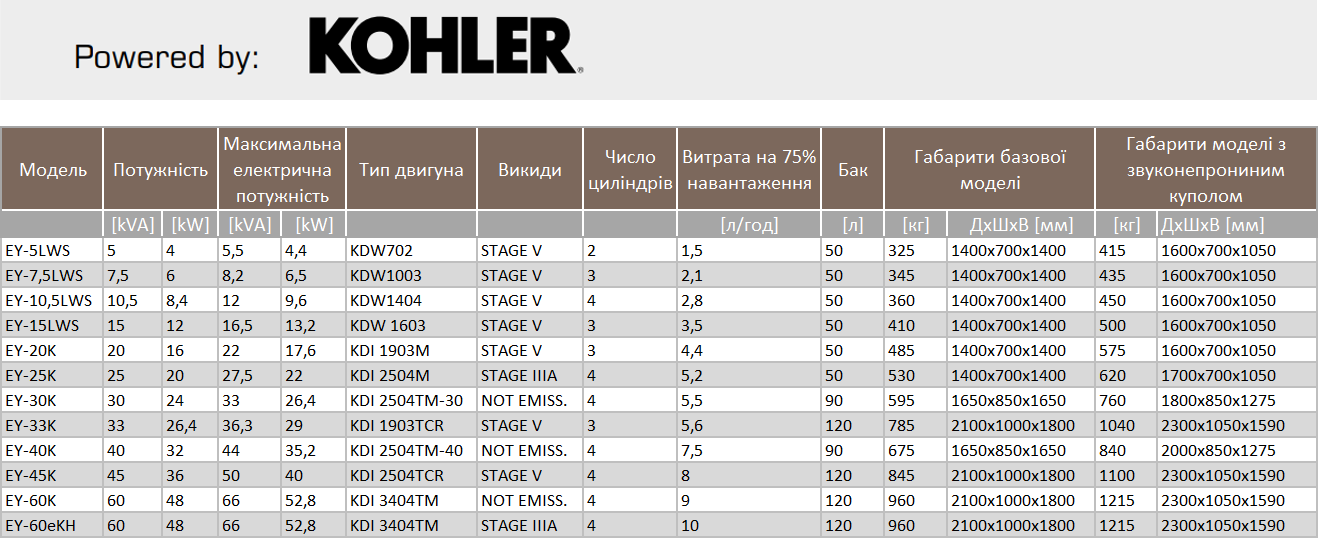 Powered by: KOHLER®
Модель Потужність Максимальна електрична потужність Тип двигуна Викиди Число циліндрів Витрата на 75% навантаження Бак Габарити базової моделі Габарити моделі з звуконепрониним куполом
[kVA] [kW] [kVA] [kW] [л/год] [л] [кг] ДхШхВ [мм] [кг] ДхШхВ [мм]
EY-5LWS 5 4 5,5 4,4 KDW702 STAGE V 2 1,5 50 325 1400x700x1400 415 1600x700x1050
EY-7,5LWS 7,5 6 8,2 6,5 KDW1003 STAGE V 3 2,1 50 345 1400x700x1400 435 1600x700x1050
EY-10,5LWS 10,5 8,4 12 9,6 KDW1404 STAGE V 4 2,8 50 360 1400x700x1400 450 1600x700x1050
EY-15LWS 15 12 16,5 13,2 KDW 1603 STAGE V 3 3,5 50 410 1400x700x1400 500 1600x700x1050
EY-20K 20 16 22 17,6 KDI 1903M STAGE V 3 4,4 50 485 1400x700x1400 575 1600x700x1050
EY-25K 25 20 27,5 22 KDI 2504M STAGE IIIA 4 5,2 50 530 1400x700x1400 620 1700x700x1050
EY-30K 30 24 33 26,4 KDI 2504TM-30 NOT EMISS. 4 5,5 90 595 1650x850x1650 760 1800x850x1275
EY-33K 33 26,4 36,3 29 KDI 1903TCR STAGE V 3 5,6 120 785 2100x1000x1800 1040 2300x1050x1590
EY-40K 40 32 44 35,2 KDI 2504TM-40 NOT EMISS. 4 7,5 90 675 1650x850x1650 840 2000x850x1275
EY-45K 45 36 50 40 KDI 2504TCR STAGE V 4 8 120 845 2100x1000x1800 1100 2300x1050x1590
EY-60K 60 48 66 52,8 KDI 3404TM NOT EMISS. 4 9 120 960 2100x1000x1800 1215 2300x1050x1590
EY-60eKH 60 48 66 52,8 KDI 3404TM STAGE IIIA 4 10 120 960 2100x1000x1800 1215 2300x1050x1590